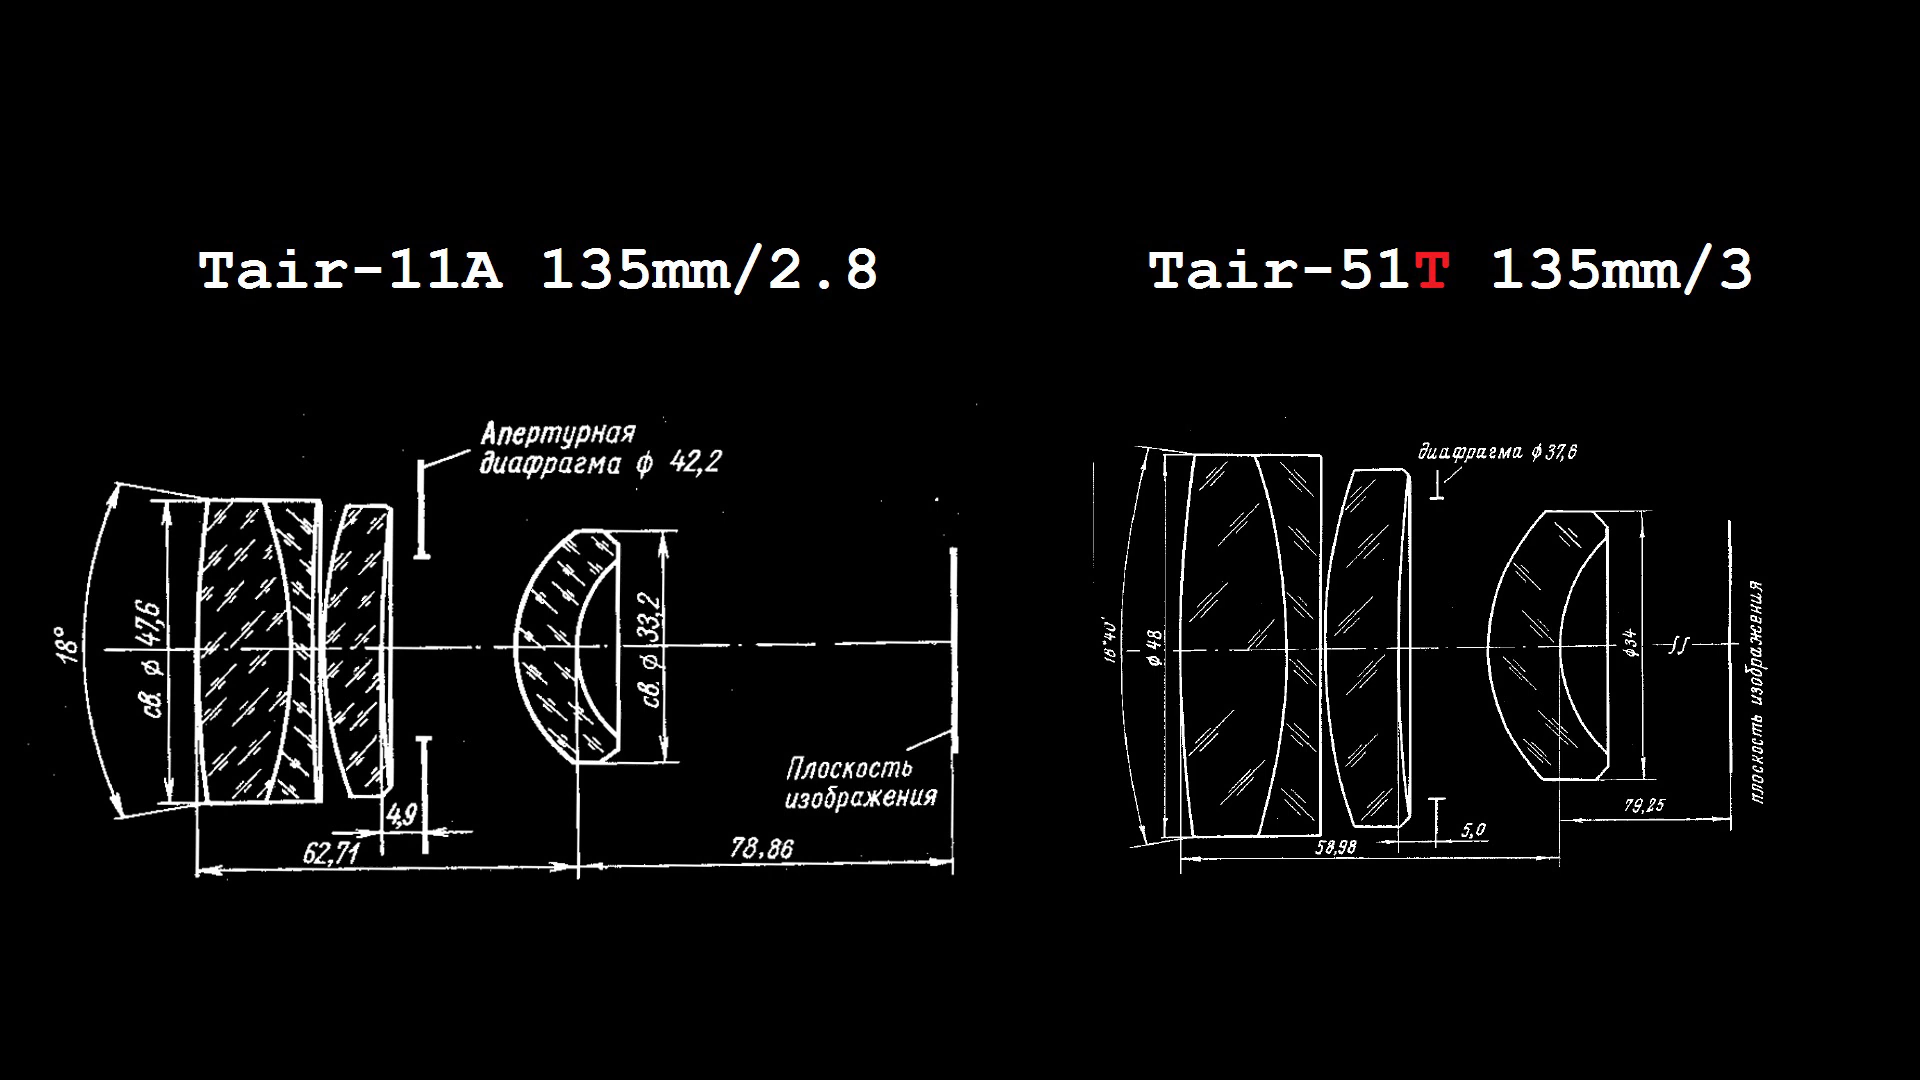 Tair-11A 135mm/2.8
Tair-51T 135mm/3
Апертурная
диафрагма ϕ 42,2
18°
св. ϕ 47,6
св. ϕ 33,2
Плоскость
изображения
4,9
62,71
78,86
диафрагма ϕ 37,6
18°40'
ϕ 48
ϕ34
плоскость изображения
79,25
5,0
58,98